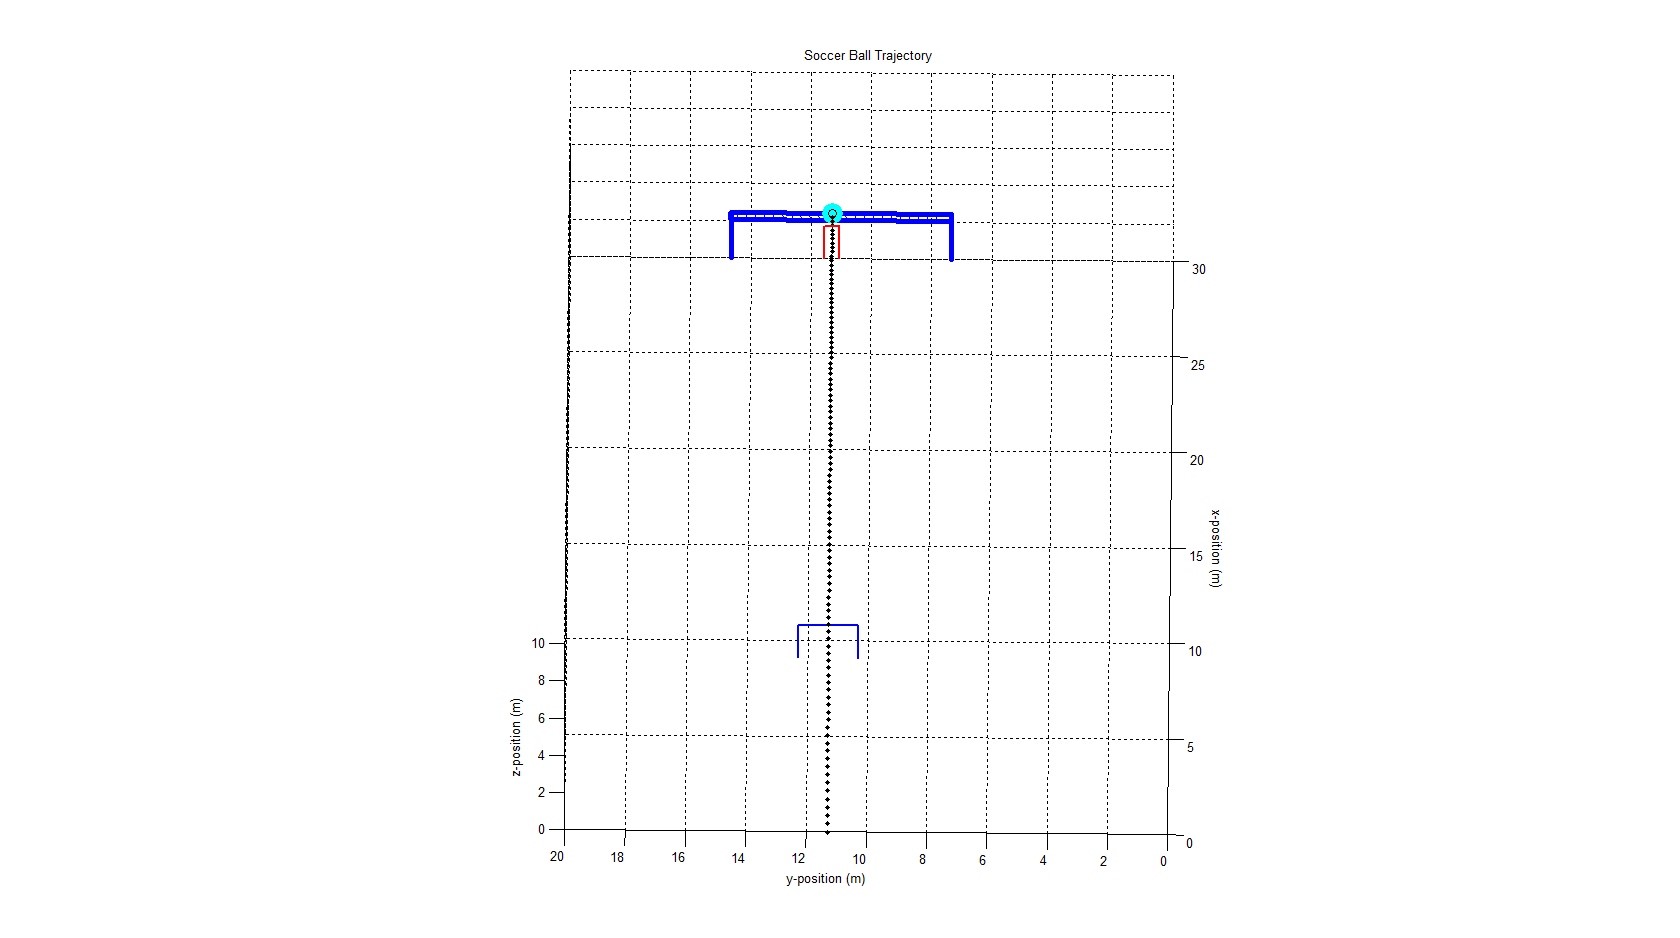 Soccer Ball Trajectory
30
25
20
15
10
5
0
x-position (m)
10
8
6
4
2
0
z-position (m)
20 18 16 14 12 10 8 6 4 2 0
y-position (m)